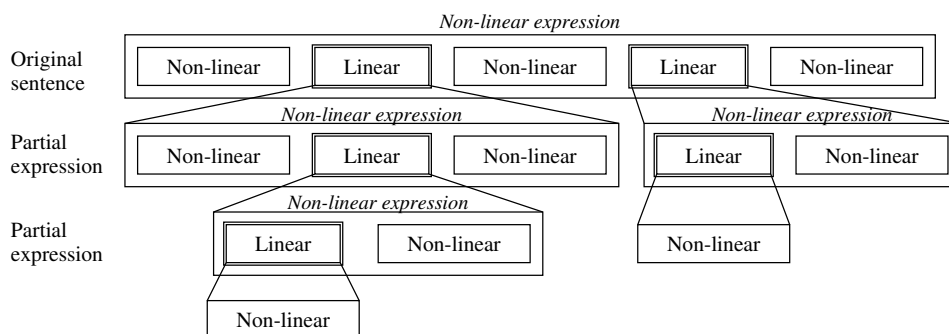 Non-linear expression
Original
sentence
Non-linear Linear Non-linear Linear Non-linear
Non-linear expression Non-linear expression
Partial
expression
Non-linear Linear Non-linear Linear Non-linear
Non-linear expression
Partial
expression
Linear Non-linear Non-linear
Non-linear